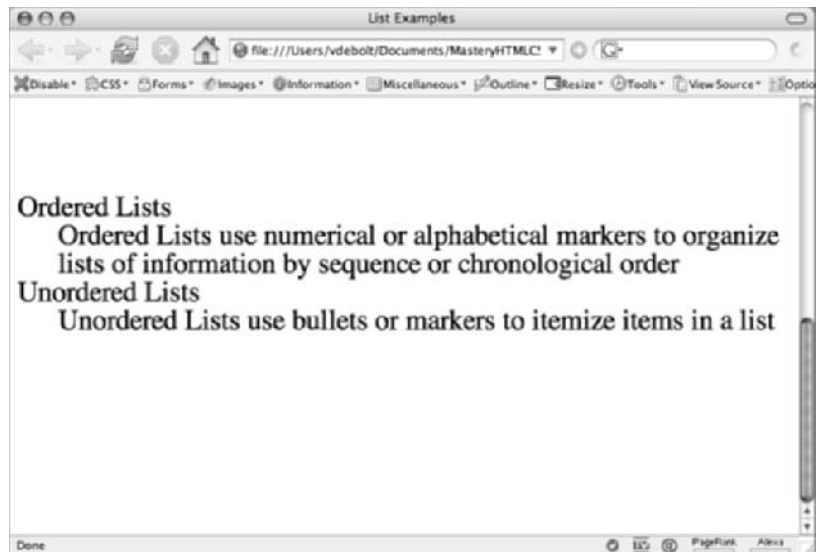 List Examples
file:///Users/vdebolt/Documents/MasteryHTMLC
Disable CSS Forms Images Information Miscellaneous Outline Resize Tools View Source Optio
Ordered Lists
Ordered Lists use numerical or alphabetical markers to organize
lists of information by sequence or chronological order
Unordered Lists
Unordered Lists use bullets or markers to itemize items in a list
Done PageRank Alexa